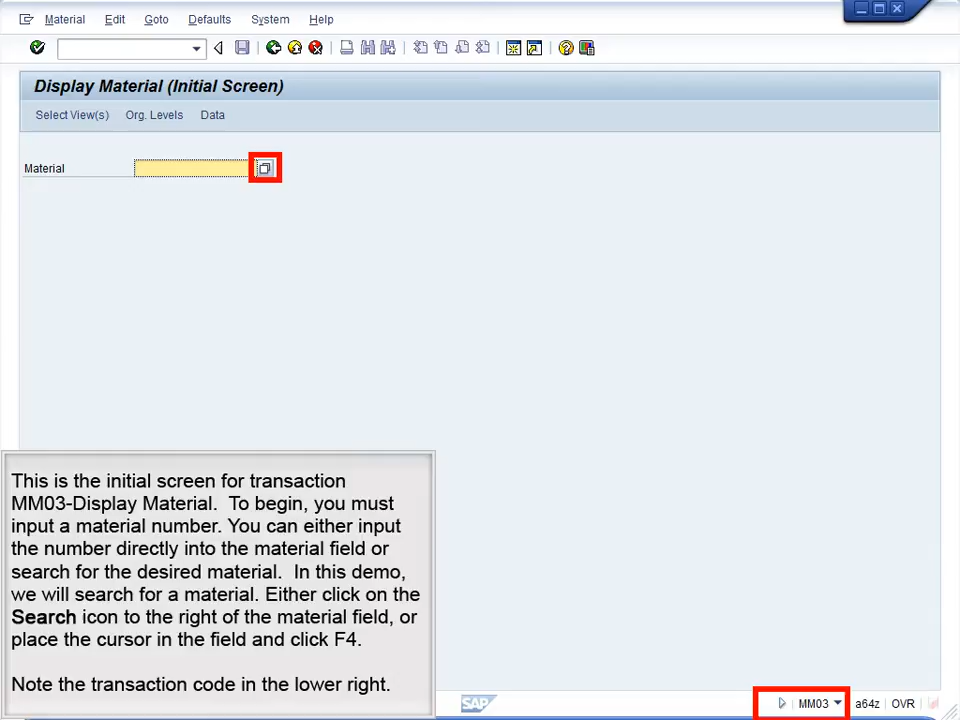 Material Edit Goto Defaults System Help
Display Material (Initial Screen)
Select View(s) Org. Levels Data
Material
This is the initial screen for transaction
MM03-Display Material. To begin, you must
input a material number. You can either input
the number directly into the material field or
search for the desired material. In this demo,
we will search for a material. Either click on the
Search icon to the right of the material field, or
place the cursor in the field and click F4.
Note the transaction code in the lower right.
SAP MM03 a64z OVR